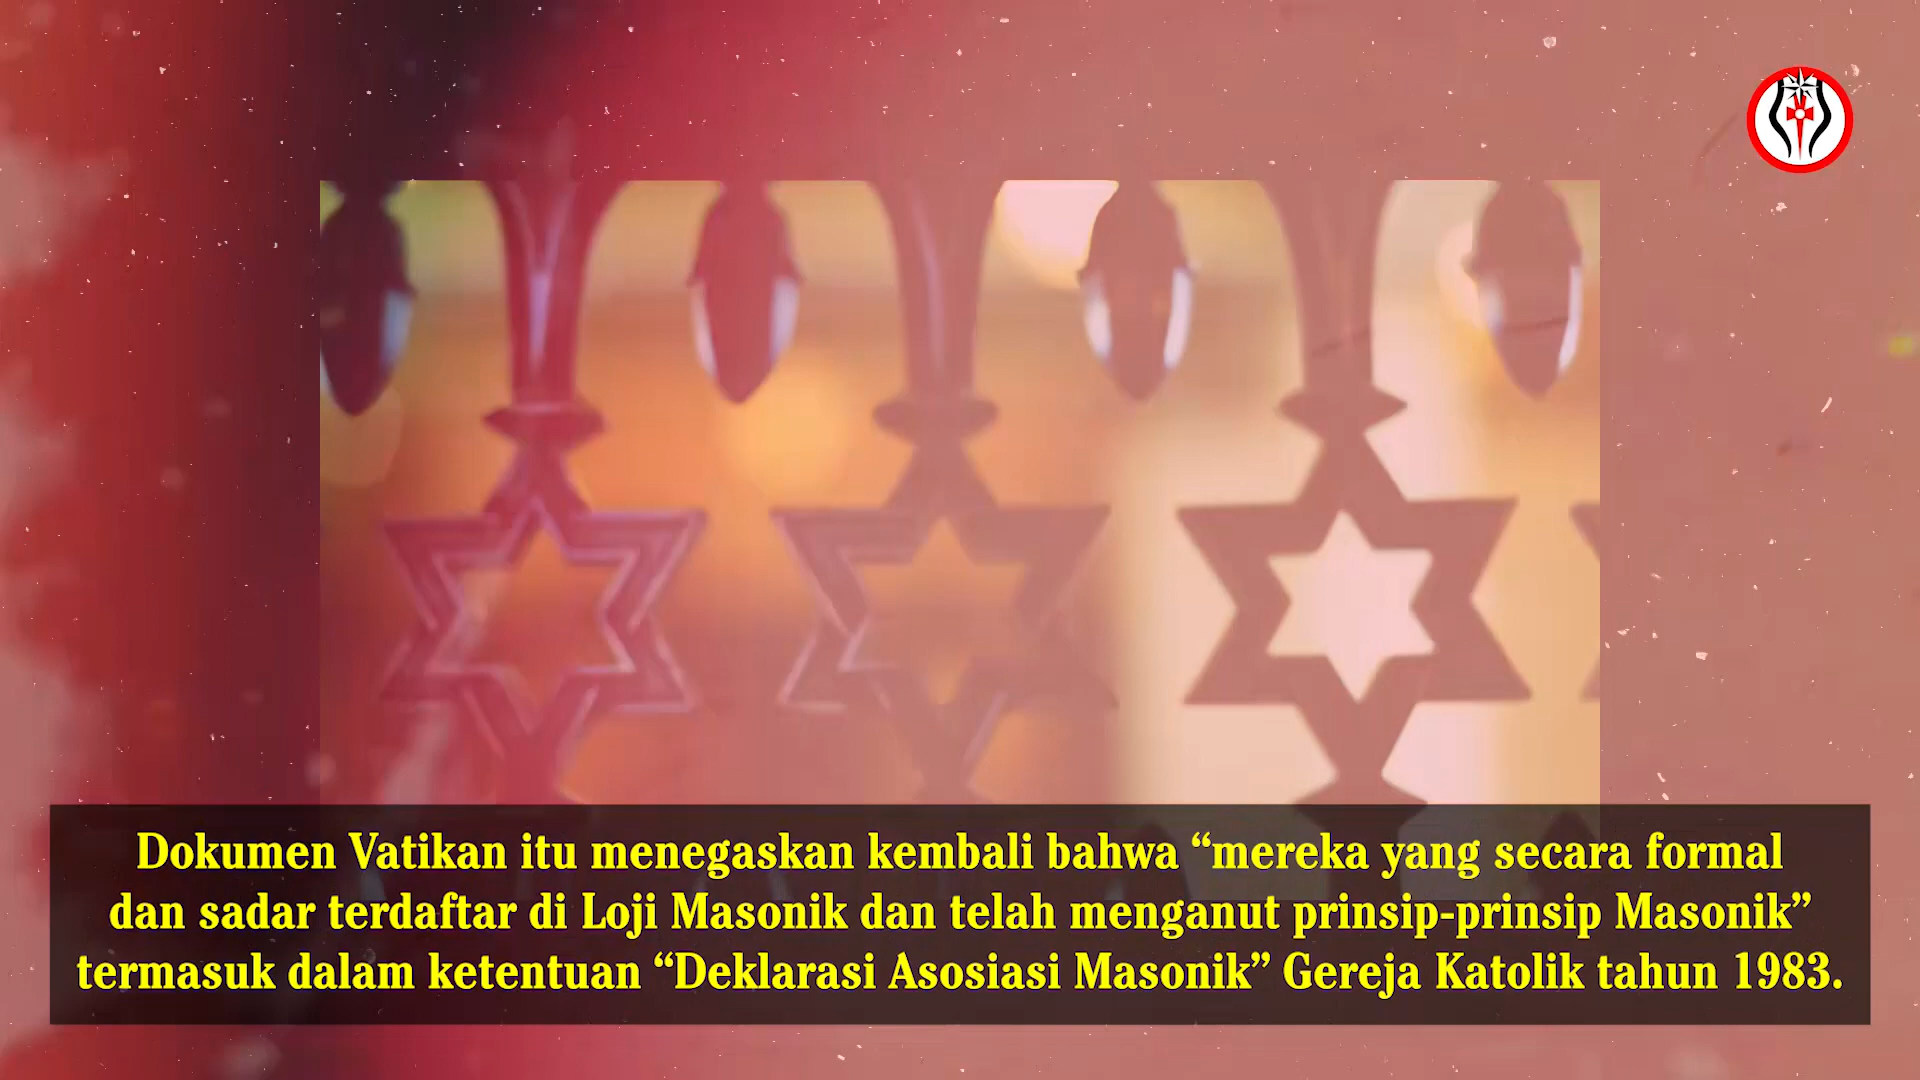 Dokumen Vatikan itu menegaskan kembali bahwa “mereka yang secara formal
dan sadar terdaftar di Loji Masonik dan telah menganut prinsip-prinsip Masonik”
termasuk dalam ketentuan “Deklarasi Asosiasi Masonik” Gereja Katolik tahun 1983.